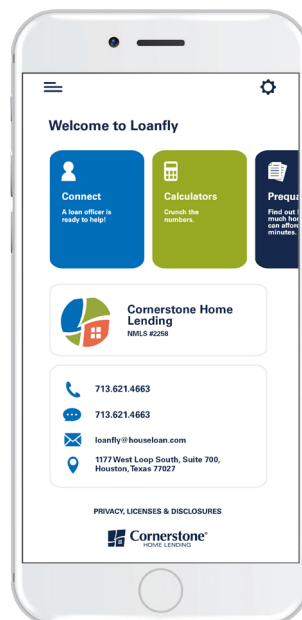 Welcome to Loanfly
Connect
A loan officer is
ready to help!
Calculators
Crunch the
numbers.
Prequa
Find out
much ho
can affor
minutes.
Cornerstone Home
Lending
NMLS #2258
713.621.4663
713.621.4663
loanfly@houseloan.com
1177 West Loop South, Suite 700,
Houston, Texas 77027
PRIVACY, LICENSES & DISCLOSURES
Cornerstone®
HOME LENDING